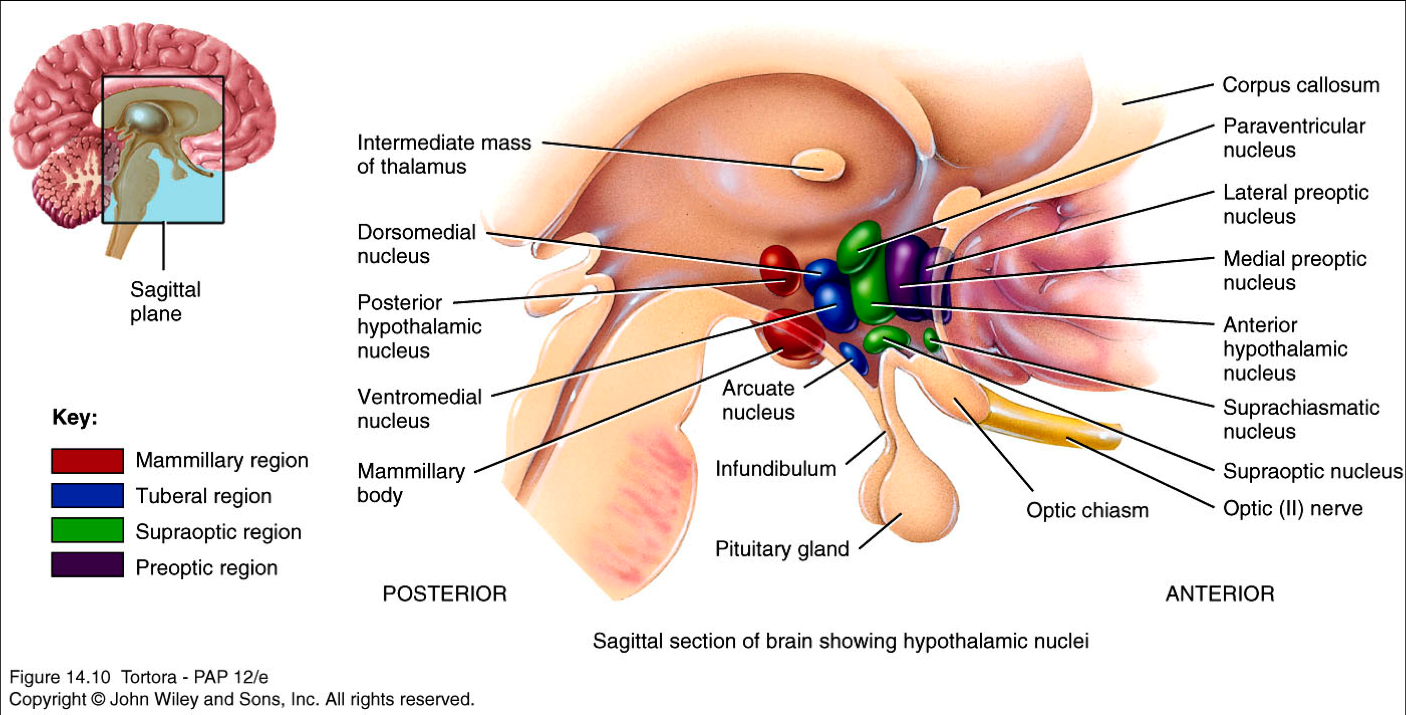 Sagittal
plane
Key:
Mammillary region
Tuberal region
Supraoptic region
Preoptic region
Intermediate mass
of thalamus
Dorsomedial
nucleus
Posterior
hypothalamic
nucleus
Ventromedial
nucleus
Mammillary
body
Arcuate
nucleus
Infundibulum
Pituitary gland
Corpus callosum
Paraventricular
nucleus
Lateral preoptic
nucleus
Medial preoptic
nucleus
Anterior
hypothalamic
nucleus
Suprachiasmatic
nucleus
Supraoptic nucleus
Optic (II) nerve
Optic chiasm
POSTERIOR
ANTERIOR
Sagittal section of brain showing hypothalamic nuclei
Figure 14.10 Tortora - PAP 12/e
Copyright © John Wiley and Sons, Inc. All rights reserved.